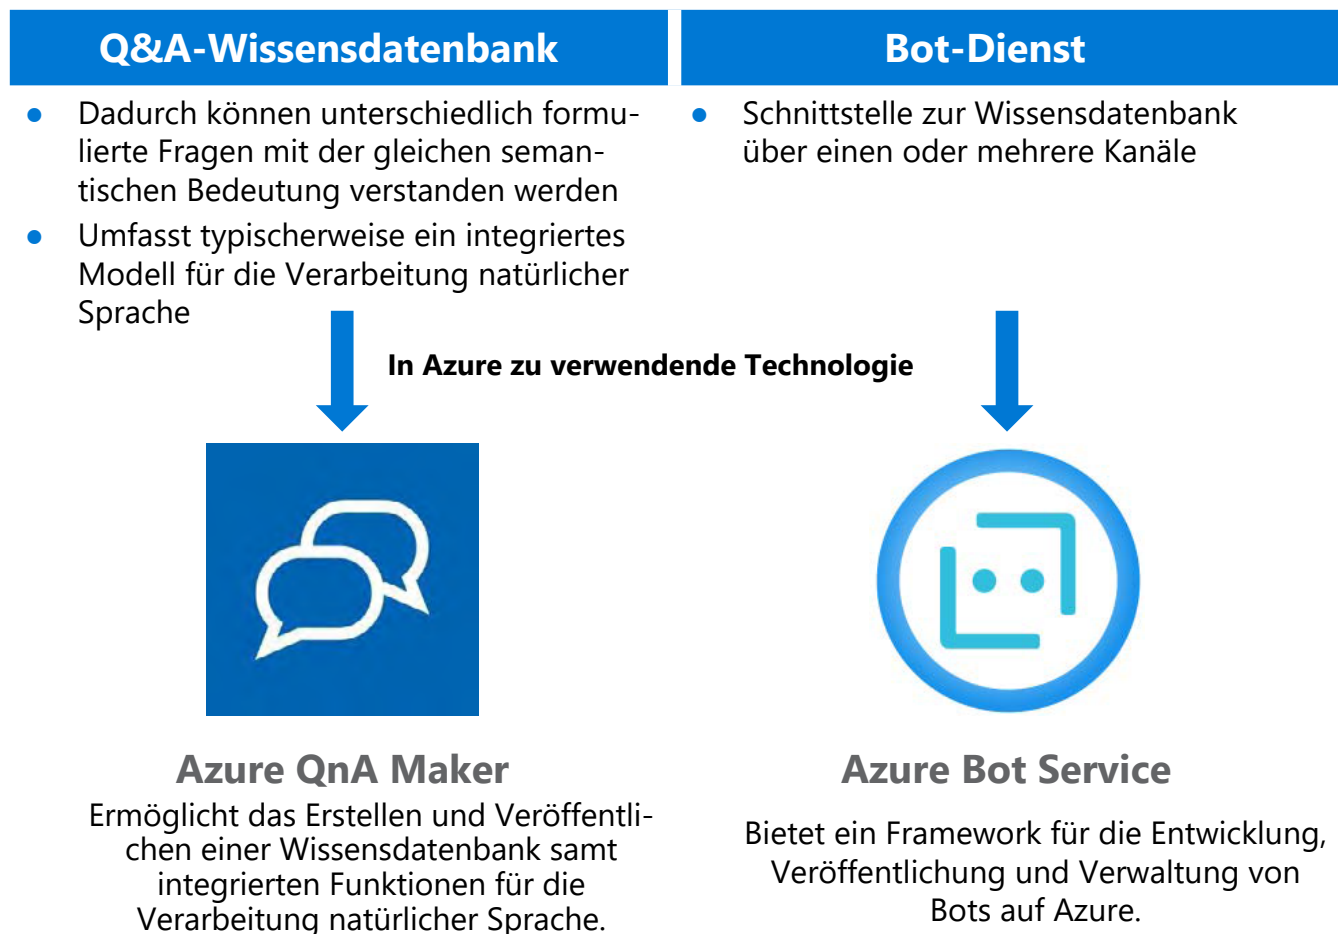 Q&A-Wissensdatenbank
Dadurch können unterschiedlich formu-
lierte Fragen mit der gleichen seman-
tischen Bedeutung verstanden werden
Umfasst typischerweise ein integriertes
Modell für die Verarbeitung natürlicher
Sprache
Bot-Dienst
Schnittstelle zur Wissensdatenbank
über einen oder mehrere Kanäle
In Azure zu verwendende Technologie
Azure QnA Maker
Ermöglicht das Erstellen und Veröffentli-
chen einer Wissensdatenbank samt
integrierten Funktionen für die
Verarbeitung natürlicher Sprache.
Azure Bot Service
Bietet ein Framework für die Entwicklung,
Veröffentlichung und Verwaltung von
Bots auf Azure.